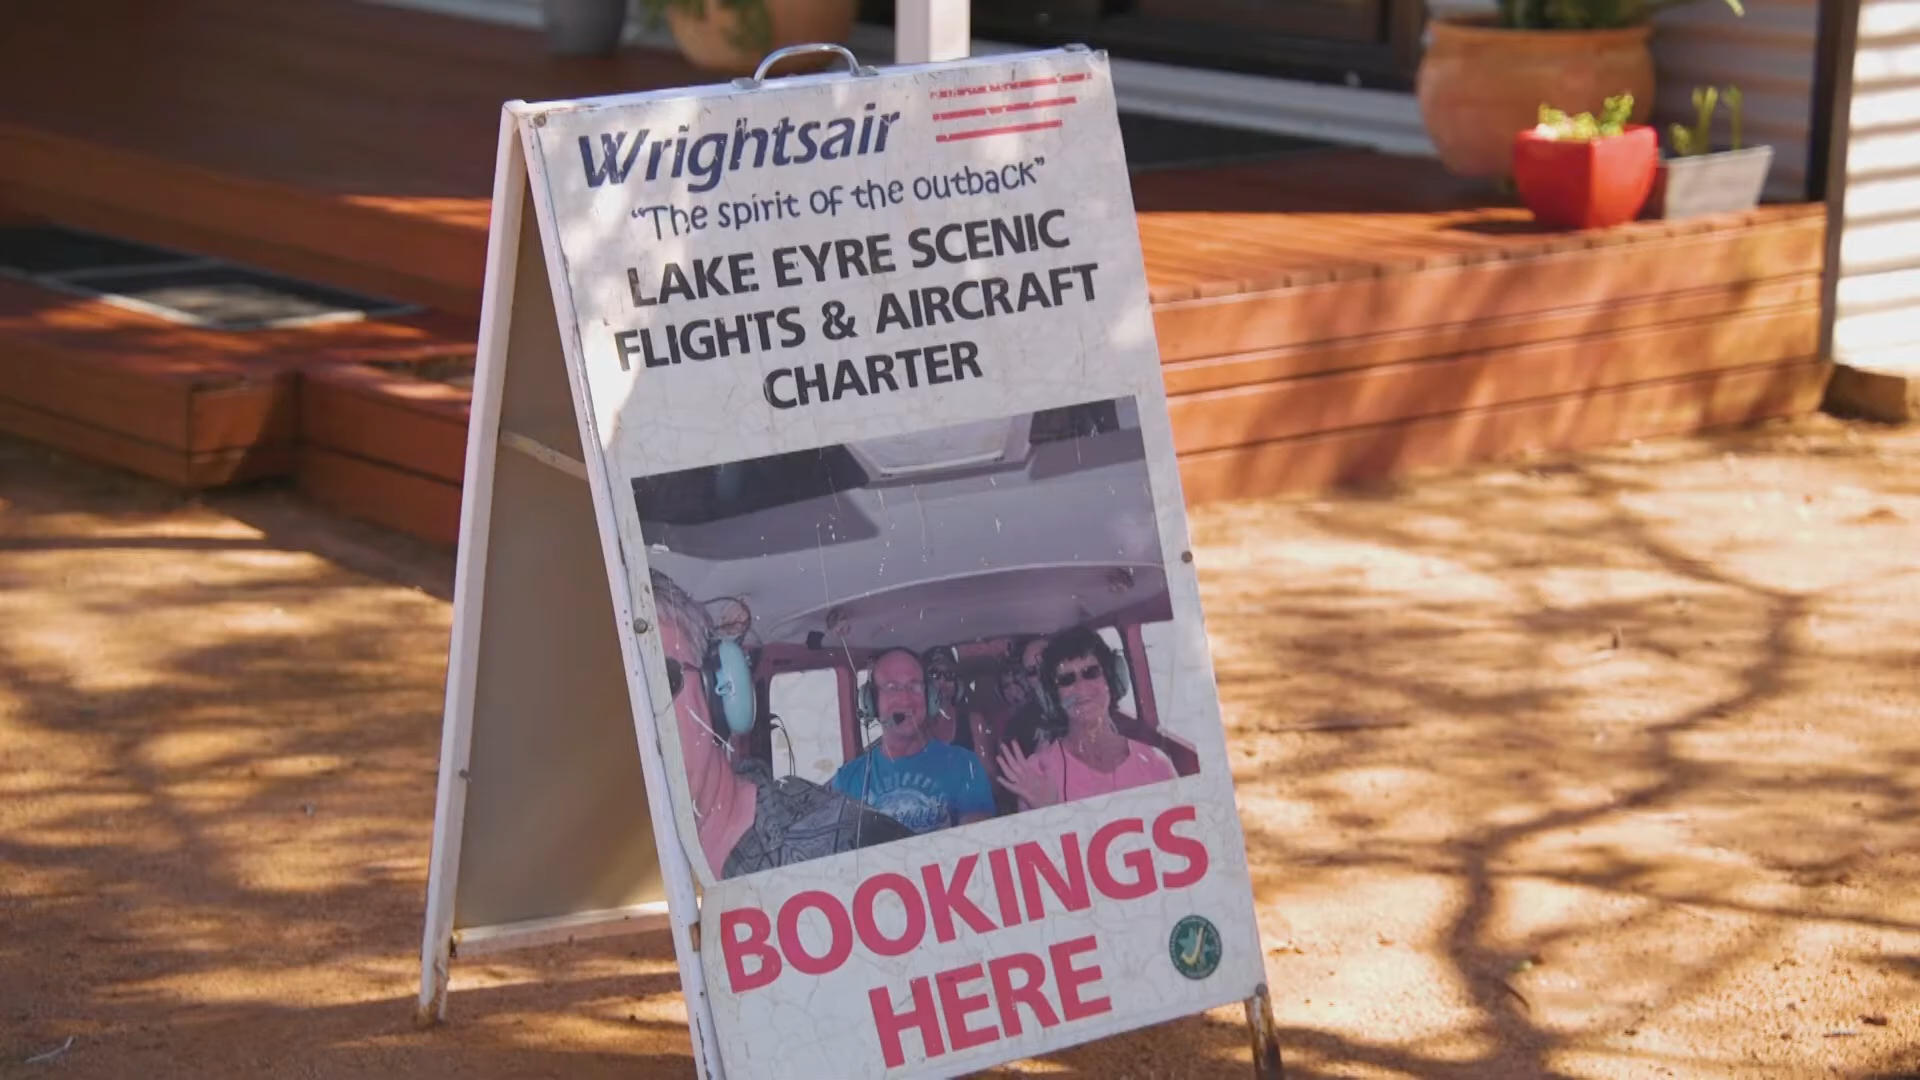 Wrightsair
“The spirit of the outback”
LAKE EYRE SCENIC
FLIGHTS & AIRCRAFT
CHARTER
BOOKINGS
HERE